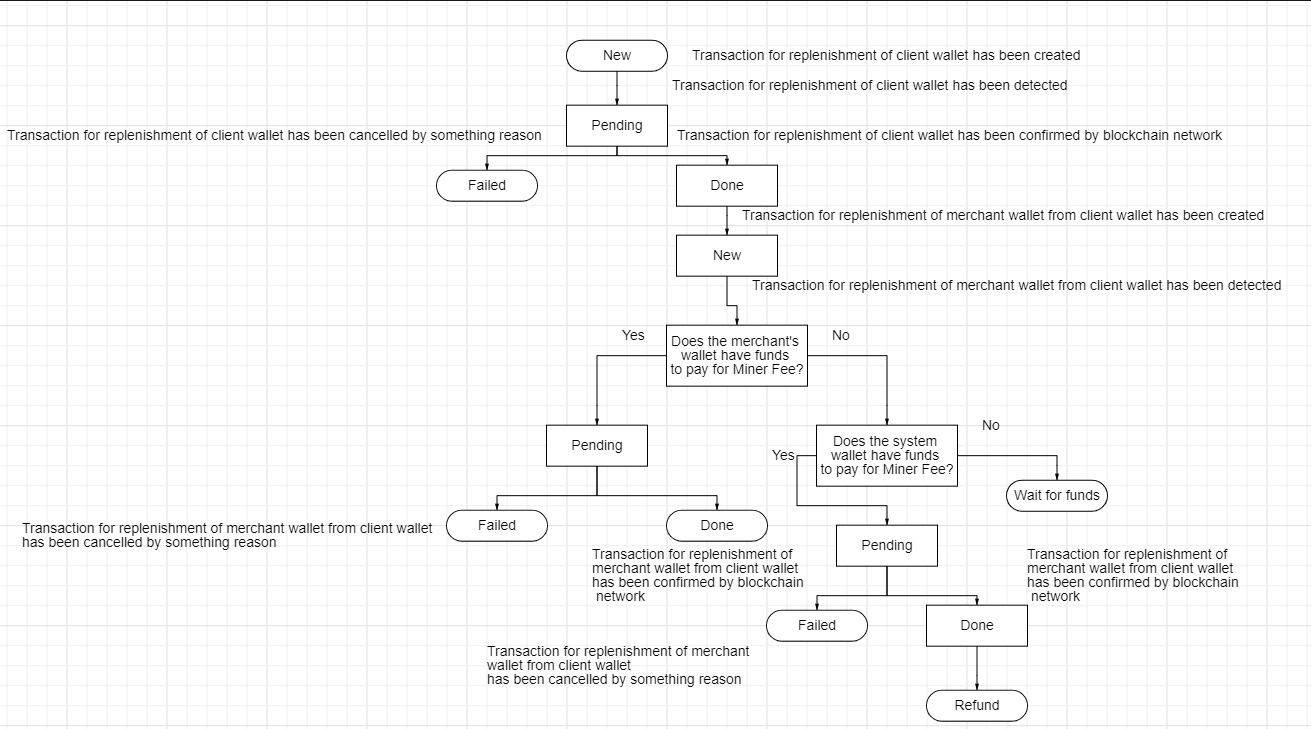 New
Transaction for replenishment of client wallet has been created
Transaction for replenishment of client wallet has been detected
Pending
Transaction for replenishment of client wallet has been cancelled by something reason
Transaction for replenishment of client wallet has been confirmed by blockchain network
Failed
Done
Transaction for replenishment of merchant wallet from client wallet has been created
New
Transaction for replenishment of merchant wallet from client wallet has been detected
Yes
Does the merchant's
wallet have funds
to pay for Miner Fee?
No
Pending
Yes
Does the system
wallet have funds
to pay for Miner Fee?
No
Wait for funds
Transaction for replenishment of merchant wallet from client wallet
has been cancelled by something reason
Failed
Done
Transaction for replenishment of
merchant wallet from client wallet
has been confirmed by blockchain
network
Pending
Transaction for replenishment of
merchant wallet from client wallet
has been confirmed by blockchain
network
Failed
Done
Transaction for replenishment of merchant
wallet from client wallet
has been cancelled by something reason
Refund